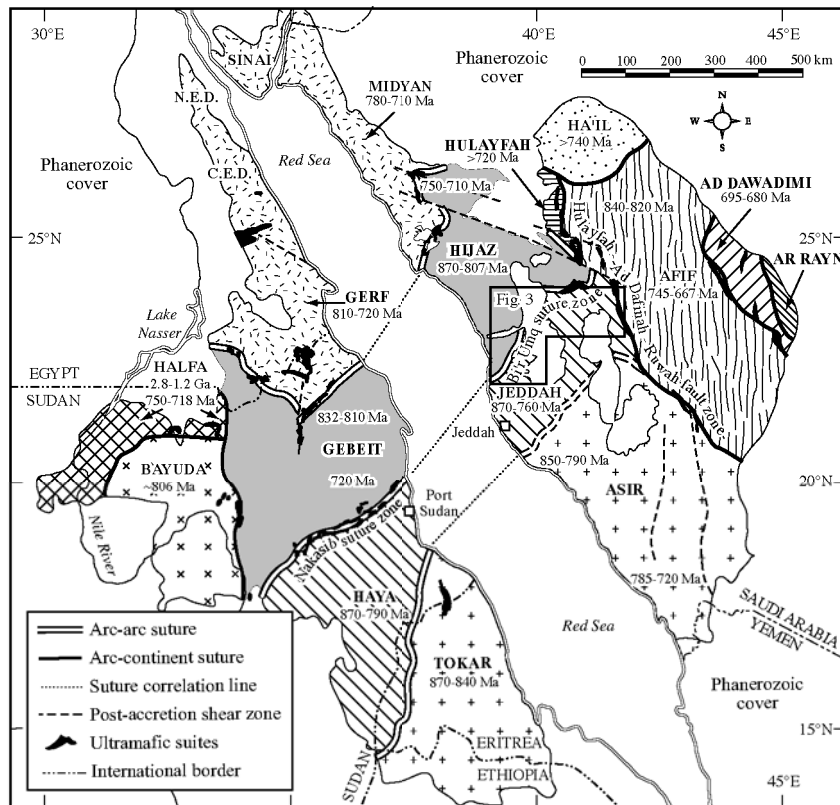 30°E
35°E
40°E
45°E
SINAI
MIDYAN
780-710 Ma
Phanerozoic
cover
0 100 200 300 400 500 km
N
W E
S
N.E.D.
C.E.D.
Red Sea
HULAYFAH
>720 Ma
HA'IL
>740 Ma
Phanerozoic
cover
750-710 Ma
840-820 Ma
AD DAWADIMI
695-680 Ma
25°N
25°N
HIJAZ
870-807 Ma
AR RAYN
AFIF
745-667 Ma
Hulayfah - Ad Dafinah - Ruwah fault zone
GERF
810-720 Ma
Fig. 3
Bi'r Umq suture zone
Lake
Nasser
HALFA
2.8-1.2 Ga
750-718 Ma
EGYPT
SUDAN
JEDDAH
870-760 Ma
832-810 Ma
Jeddah
GEBEIT
850-790 Ma
BAYUDA
~806 Ma
720 Ma
ASIR
20°N
20°N
Port
Sudan
Nakasib suture zone
Nile River
785-720 Ma
HAYA
870-790 Ma
SAUDI ARABIA
YEMEN
Red Sea
TOKAR
870-840 Ma
Phanerozoic
cover
Arc-arc suture
Arc-continent suture
Suture correlation line
Post-accretion shear zone
Ultramafic suites
International border
15°N
15°N
ERITREA
ETHIOPIA
SUDAN
45°E